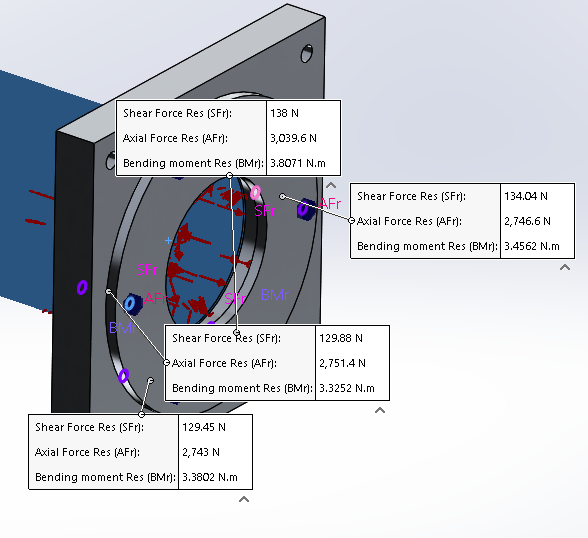 Shear Force Res (SFr): 138 N
Axial Force Res (AFr): 3,039.6 N
Bending moment Res (BMr): 3.8071 N.m
Shear Force Res (SFr): 134.04 N
Axial Force Res (AFr): 2,746.6 N
Bending moment Res (BMr): 3.4562 N.m
SFr
AFr
SFr
AFr
SFr
BMr
BMr
Shear Force Res (SFr): 129.88 N
Axial Force Res (AFr): 2,751.4 N
Bending moment Res (BMr): 3.3252 N.m
Shear Force Res (SFr): 129.45 N
Axial Force Res (AFr): 2,743 N
Bending moment Res (BMr): 3.3802 N.m